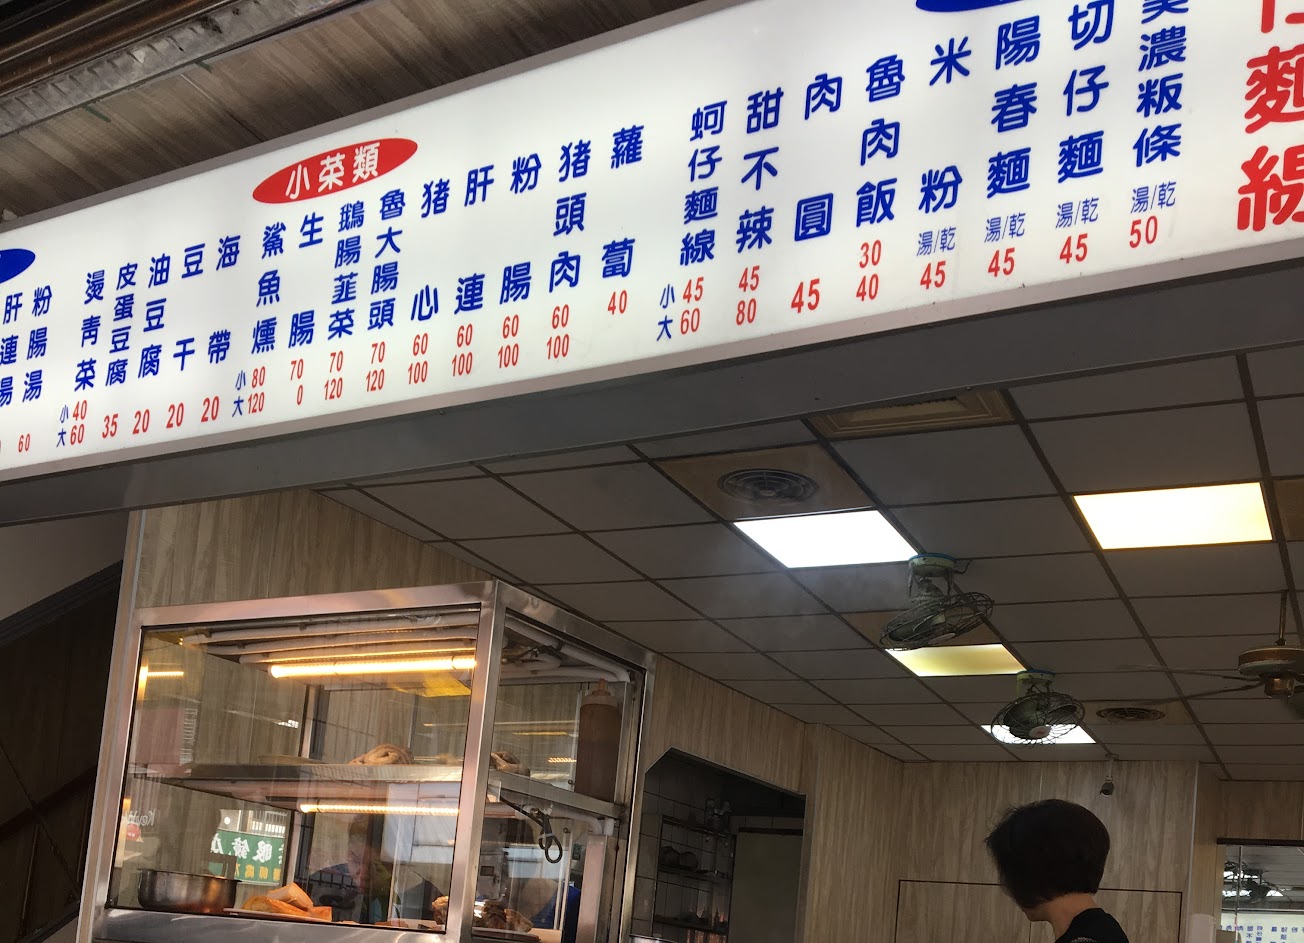 麵
美濃粄條 湯/乾 50
切仔麵 湯/乾 45
陽春麵 湯/乾 45
米粉 湯/乾 45
魯肉飯 30 40
肉圓 45
甜不辣 45 80
蚵仔麵線 小45 大60
小菜類
蘿蔔 40
猪頭肉 60 100
粉腸 60 100
肝連 60 100
猪心 60 100
魯大腸頭 70 120
鵝腸韮菜 70 120
生腸 70 0
鯊魚燻 小80 大120
海帶 20
豆干 20
油豆腐 20
皮蛋豆腐 35
燙青菜 小40 大60
粉腸湯 60
肝連湯